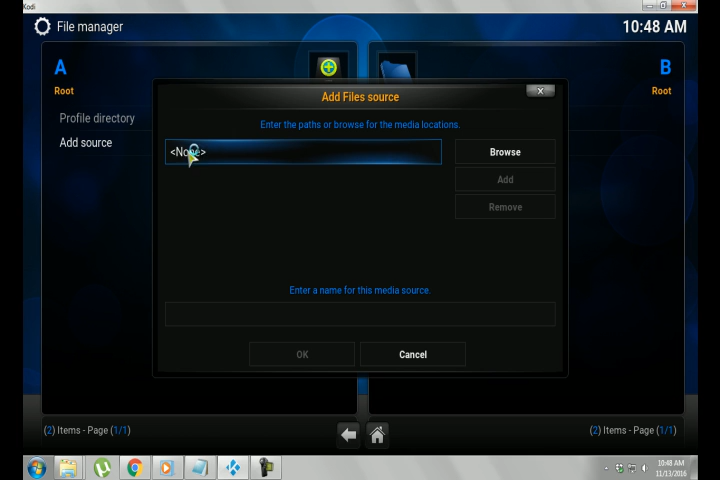 Kodi
File manager
10:48 AM
A
B
Root
Root
Profile directory
Add source
Add Files source
Enter the paths or browse for the media locations.
<None>
Browse
Add
Remove
Enter a name for this media source.
OK
Cancel
(2) Items - Page (1/1)
(2) Items - Page (1/1)
10:48 AM
11/13/2016